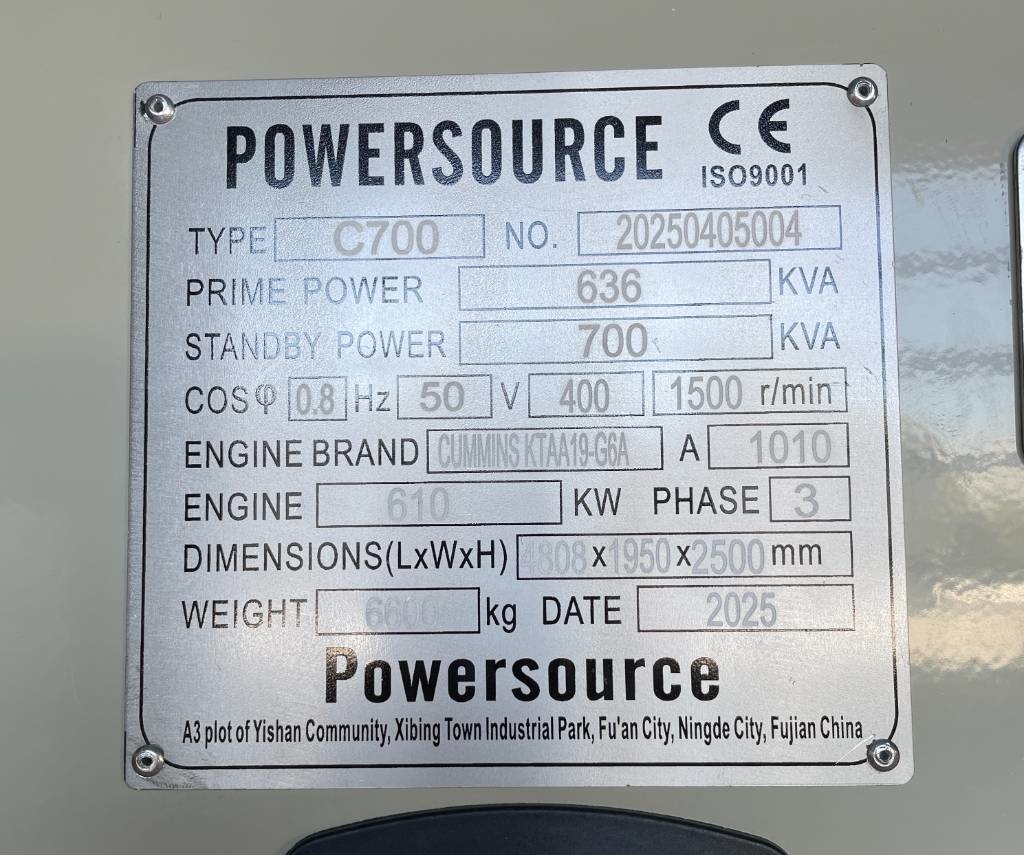 POWERSOURCE CE
ISO9001
TYPE C700 NO. 20250405004
PRIME POWER 636 KVA
STANDBY POWER 700 KVA
COSφ 0.8 Hz 50 V 400 1500 r/min
ENGINE BRAND CUMMINS KTAA19-G6A A 1010
ENGINE 610 KW PHASE 3
DIMENSIONS(LxWxH) 4808x1950x2500 mm
WEIGHT 6600 kg DATE 2025
Powersource
A3 plot of Yishan Community, Xibing Town Industrial Park, Fu'an City, Ningde City, Fujian China